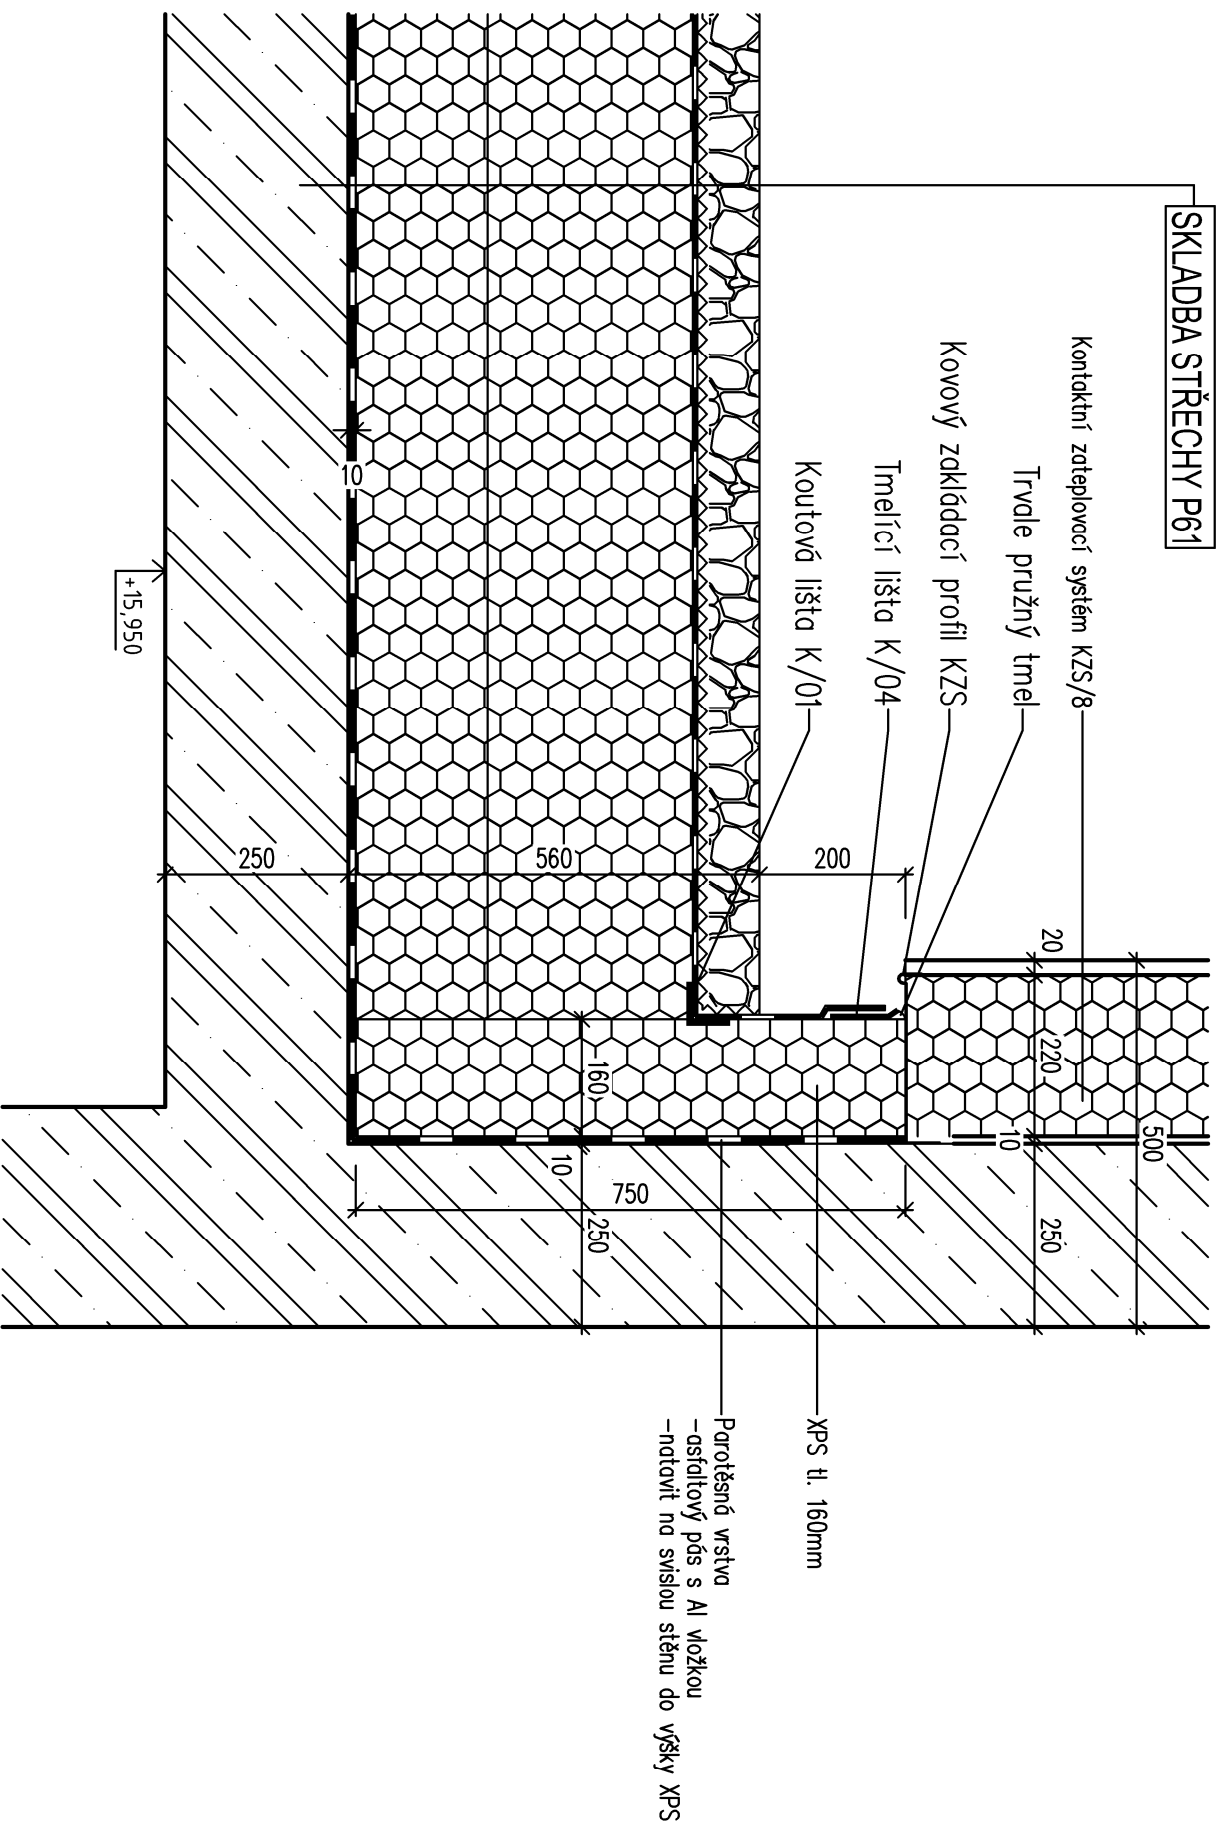 SKLADBA STŘECHY P61
Kontaktní zateplovací systém KZS/8
Trvale pružný tmel
Kovový zakládací profil KZS
Tmelící lišta K/04
Koutová lišta K/01
500
20
220
10
250
200
560
250
10
160
10
250
750
+15,950
XPS tl. 160mm
Parotěsná vrstva
-asfaltový pás s Al vložkou
-natavit na svislou stěnu do výšky XPS